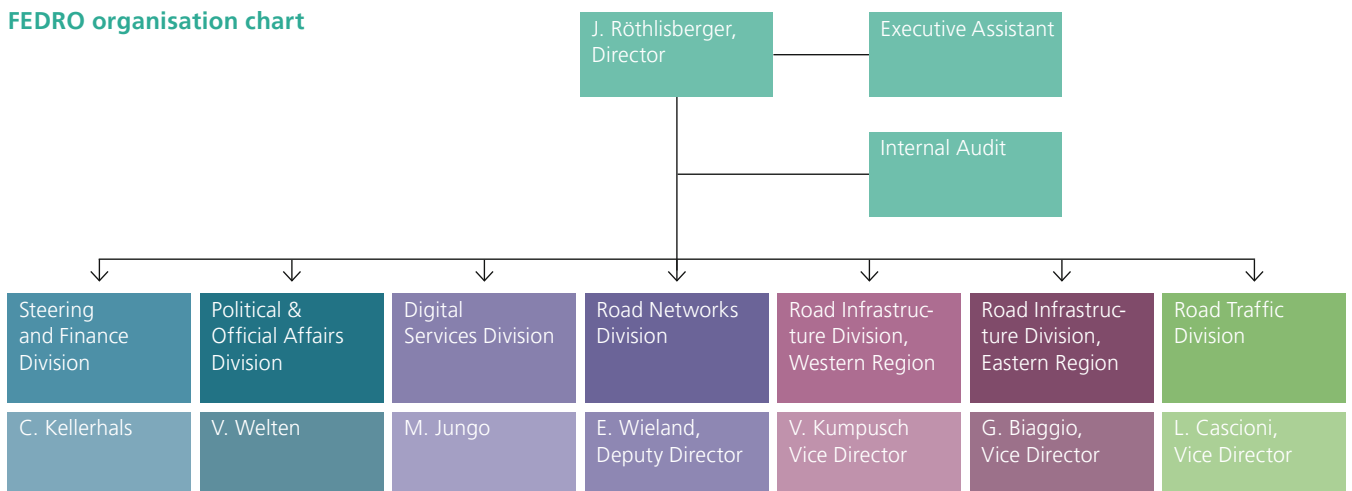 FEDRO organisation chart
J. Röthlisberger,
Director
Executive Assistant
Internal Audit
Steering
and Finance
Division
Political &
Official Affairs
Division
Digital
Services Division
Road Networks
Division
Road Infrastruc-
ture Division,
Western Region
Road Infrastruc-
ture Division,
Eastern Region
Road Traffic
Division
C. Kellerhals
V. Welten
M. Jungo
E. Wieland,
Deputy Director
V. Kumpusch
Vice Director
G. Biaggio,
Vice Director
L. Cascioni,
Vice Director